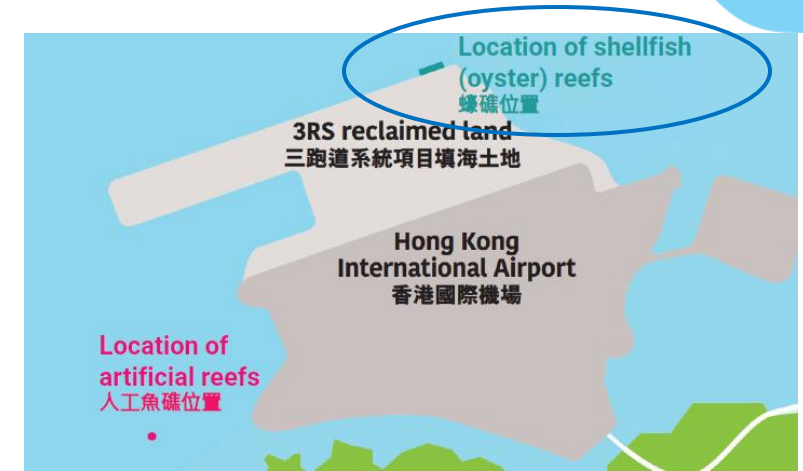 Location of shellfish
(oyster) reefs
蠔礁位置
3RS reclaimed land
三跑道系統項目填海土地
Hong Kong
International Airport
香港國際機場
Location of
artificial reefs
人工魚礁位置